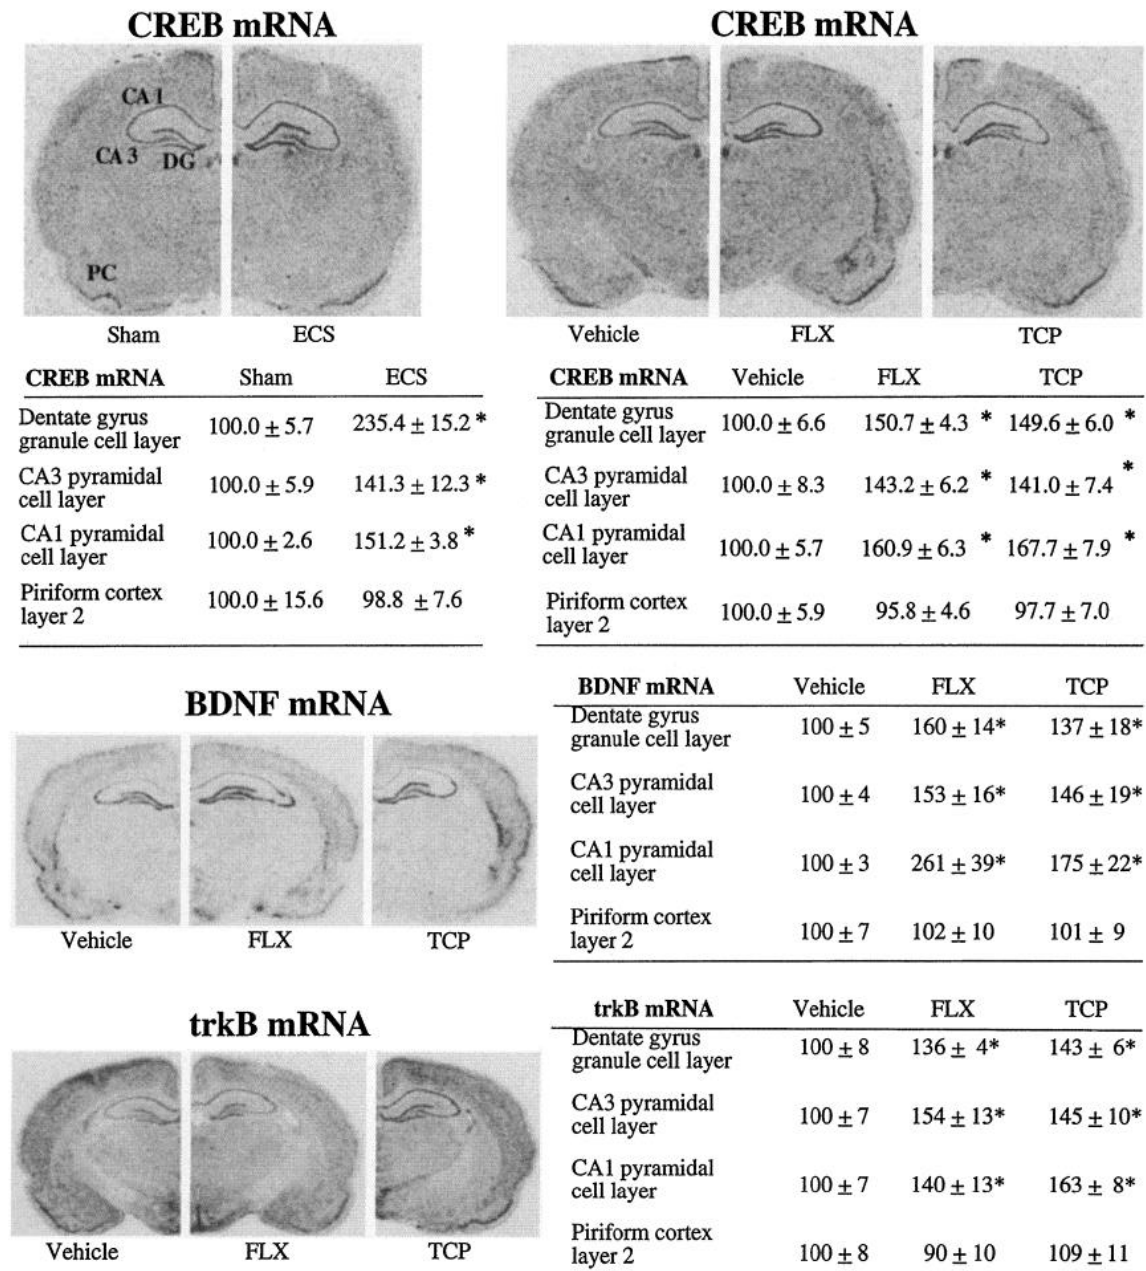 CREB mRNA
CA 1
CA 3
DG
PC
Sham ECS
CREB mRNA Sham ECS
Dentate gyrus
granule cell layer 100.0 ± 5.7 235.4 ± 15.2 *
CA3 pyramidal
cell layer 100.0 ± 5.9 141.3 ± 12.3 *
CA1 pyramidal
cell layer 100.0 ± 2.6 151.2 ± 3.8 *
Piriform cortex
layer 2 100.0 ± 15.6 98.8 ± 7.6
CREB mRNA
Vehicle FLX TCP
CREB mRNA Vehicle FLX TCP
Dentate gyrus
granule cell layer 100.0 ± 6.6 150.7 ± 4.3 * 149.6 ± 6.0 *
CA3 pyramidal
cell layer 100.0 ± 8.3 143.2 ± 6.2 * 141.0 ± 7.4 *
CA1 pyramidal
cell layer 100.0 ± 5.7 160.9 ± 6.3 * 167.7 ± 7.9 *
Piriform cortex
layer 2 100.0 ± 5.9 95.8 ± 4.6 97.7 ± 7.0
BDNF mRNA
Vehicle FLX TCP
BDNF mRNA Vehicle FLX TCP
Dentate gyrus
granule cell layer 100 ± 5 160 ± 14* 137 ± 18*
CA3 pyramidal
cell layer 100 ± 4 153 ± 16* 146 ± 19*
CA1 pyramidal
cell layer 100 ± 3 261 ± 39* 175 ± 22*
Piriform cortex
layer 2 100 ± 7 102 ± 10 101 ± 9
trkB mRNA
Vehicle FLX TCP
trkB mRNA Vehicle FLX TCP
Dentate gyrus
granule cell layer 100 ± 8 136 ± 4* 143 ± 6*
CA3 pyramidal
cell layer 100 ± 7 154 ± 13* 145 ± 10*
CA1 pyramidal
cell layer 100 ± 7 140 ± 13* 163 ± 8*
Piriform cortex
layer 2 100 ± 8 90 ± 10 109 ± 11